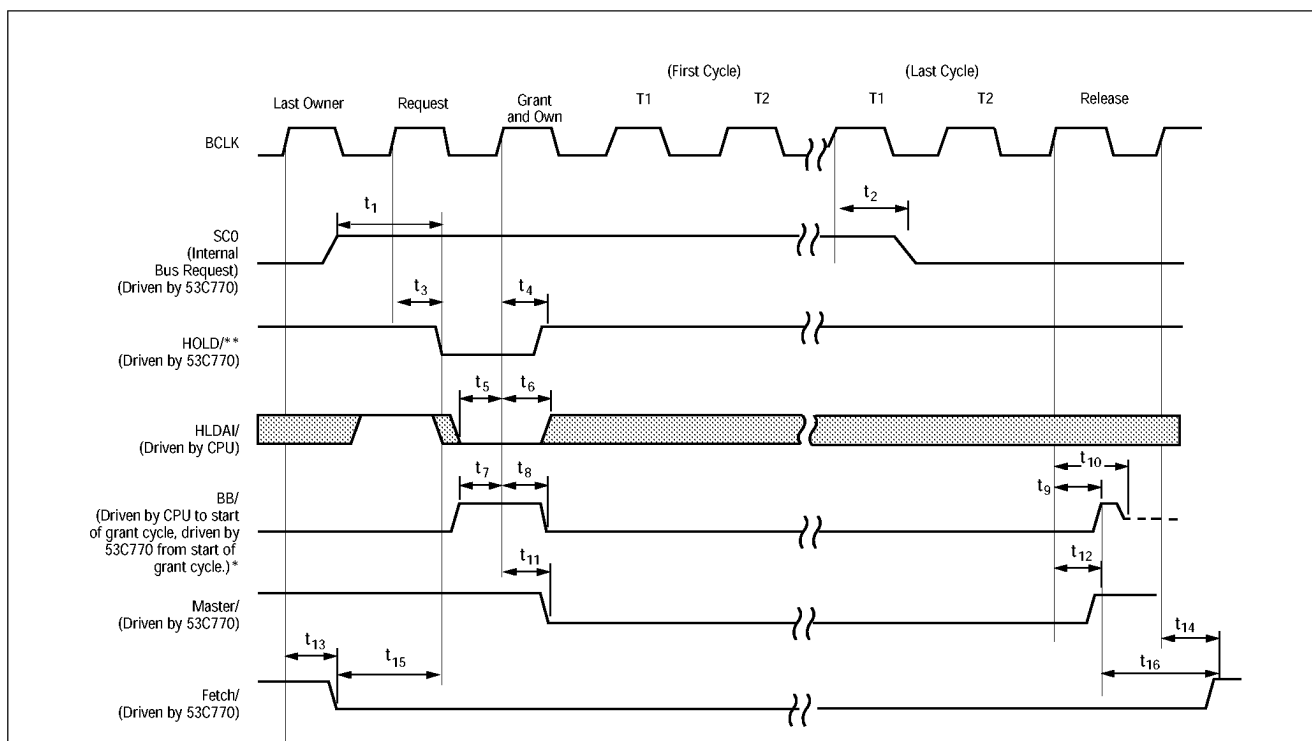 (First Cycle)
(Last Cycle)
Last Owner
Request
Grant
and Own
T1
T2
T1
T2
Release
BCLK
t1
t2
SC0
(Internal
Bus Request)
(Driven by 53C770)
t3
t4
HOLD/**
(Driven by 53C770)
t5
t6
HLDAI/
(Driven by CPU)
t10
t7
t8
t9
BB/
(Driven by CPU to start
of grant cycle, driven by
53C770 from start of
grant cycle.)*
t11
t12
Master/
(Driven by 53C770)
t13
t14
t15
t16
Fetch/
(Driven by 53C770)